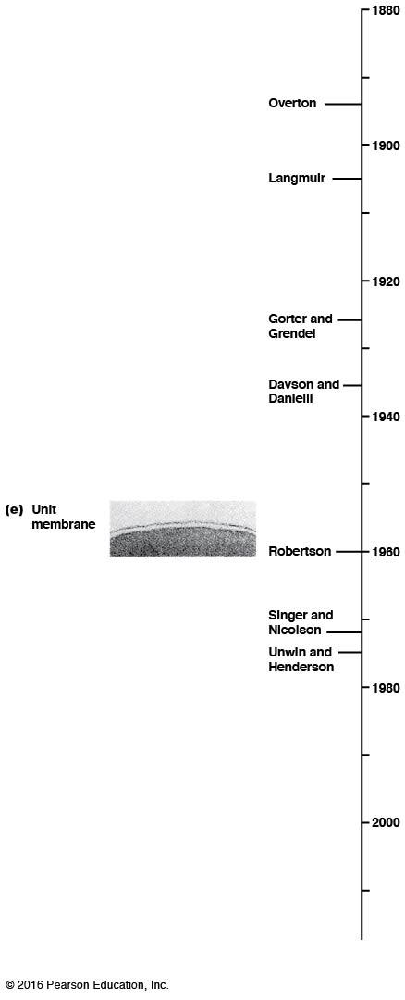 1880
Overton
1900
Langmuir
1920
Gorter and
Grendel
Davson and
Danielli
1940
(e) Unit
membrane
Robertson
1960
Singer and
Nicolson
Unwin and
Henderson
1980
2000
© 2016 Pearson Education, Inc.